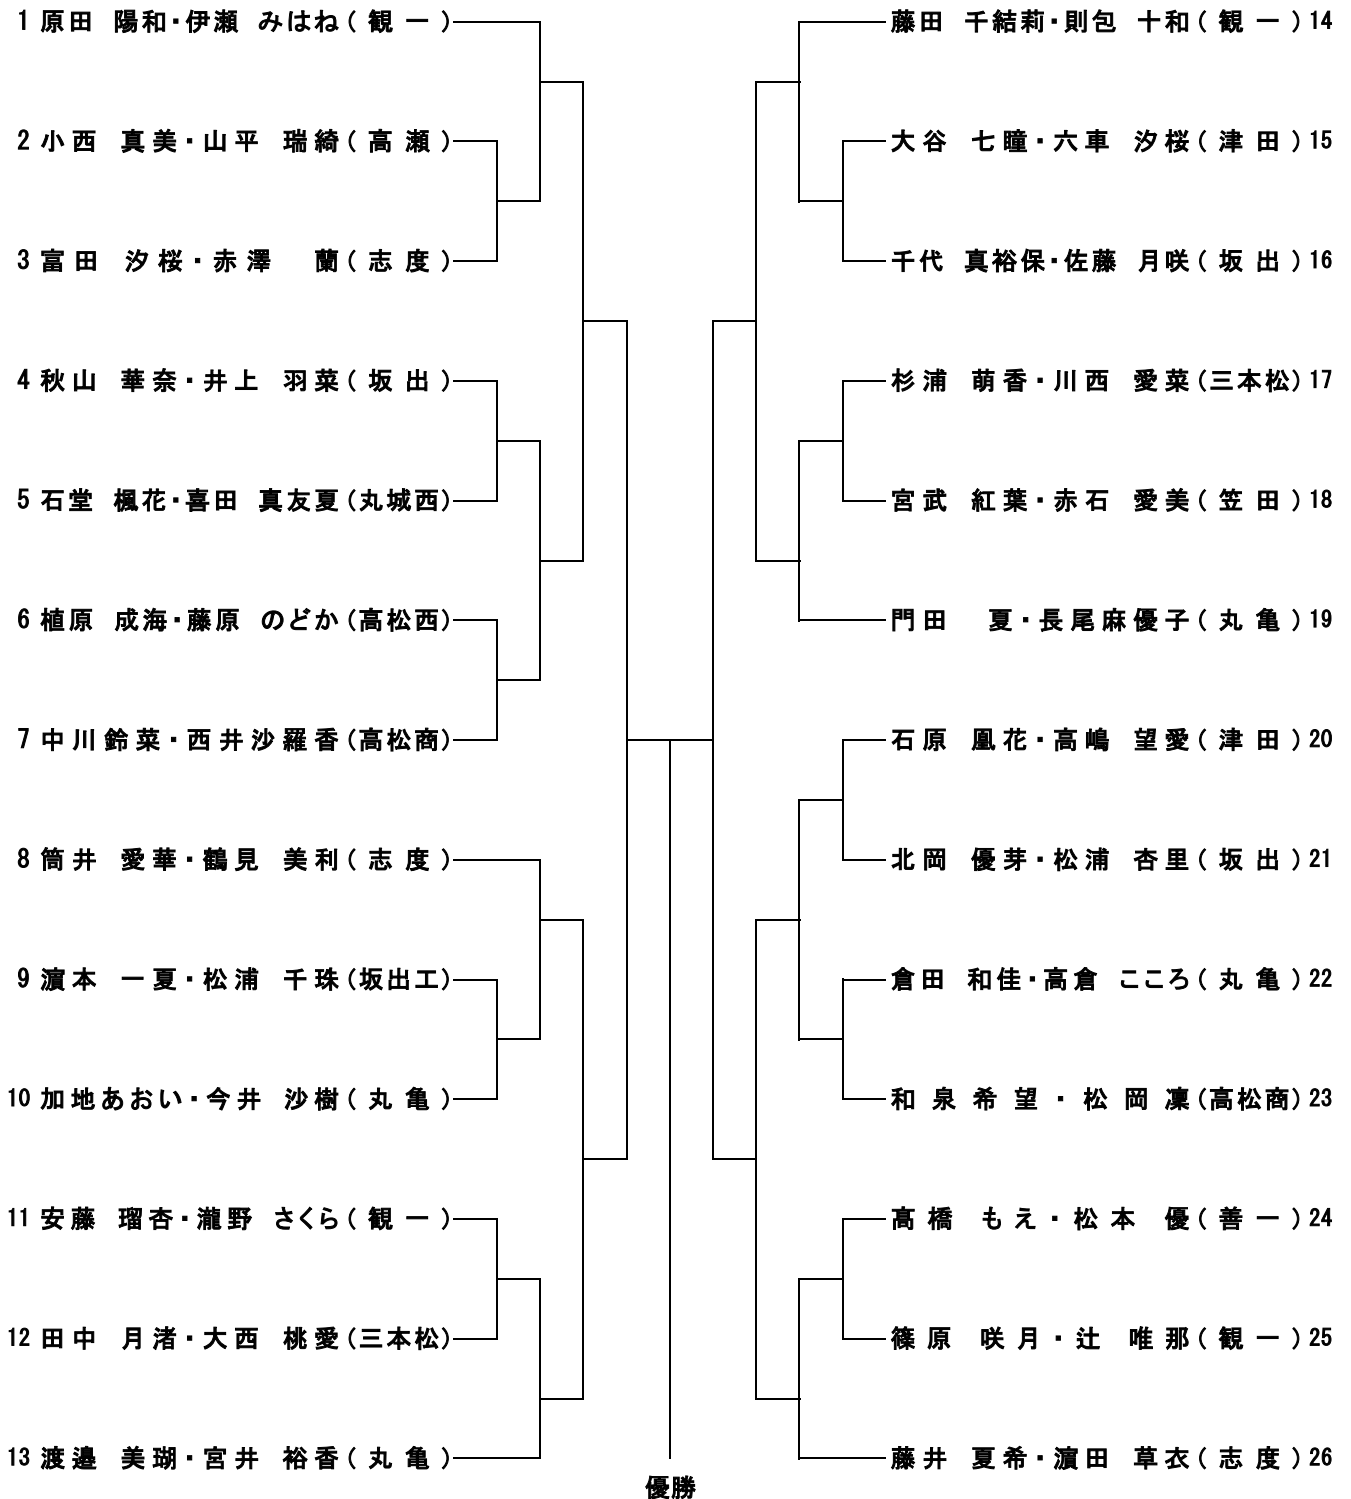 1 原田 陽和・伊瀬 みはね(観一)
2 小西 真美・山平 瑞綺(高瀬)
3 富田 汐桜・赤澤 蘭(志度)
4 秋山 華奈・井上 羽菜(坂出)
5 石堂 楓花・喜田 真友夏(丸城西)
6 植原 成海・藤原 のどか(高松西)
7 中川鈴菜・西井沙羅香(高松商)
8 筒井 愛華・鶴見 美利(志度)
9 濵本 一夏・松浦 千珠(坂出工)
10 加地あおい・今井 沙樹(丸亀)
11 安藤 瑠杏・瀧野 さくら(観一)
12 田中 月渚・大西 桃愛(三本松)
13 渡邉 美瑚・宮井 裕香(丸亀)
藤田 千結莉・則包 十和(観一)14
大谷 七瞳・六車 汐桜(津田)15
千代 真裕保・佐藤 月咲(坂出)16
杉浦 萌香・川西 愛菜(三本松)17
宮武 紅葉・赤石 愛美(笠田)18
門田 夏・長尾麻優子(丸亀)19
石原 凰花・高嶋 望愛(津田)20
北岡 優芽・松浦 杏里(坂出)21
倉田 和佳・高倉 こころ(丸亀)22
和泉希望・松岡凜(高松商)23
髙橋 もえ・松本 優(善一)24
篠原 咲月・辻 唯那(観一)25
藤井 夏希・濵田 草衣(志度)26
優勝